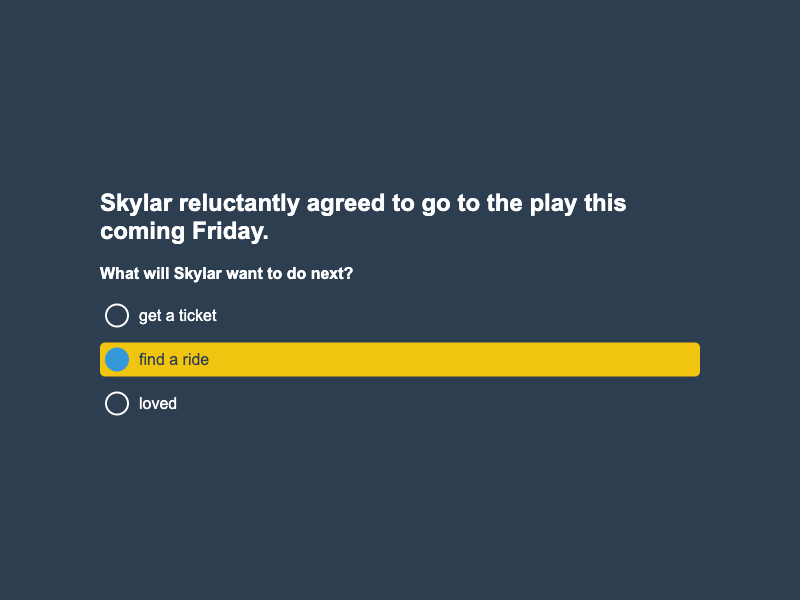 Skylar reluctantly agreed to go to the play this
coming Friday.
What will Skylar want to do next?
get a ticket
find a ride
loved